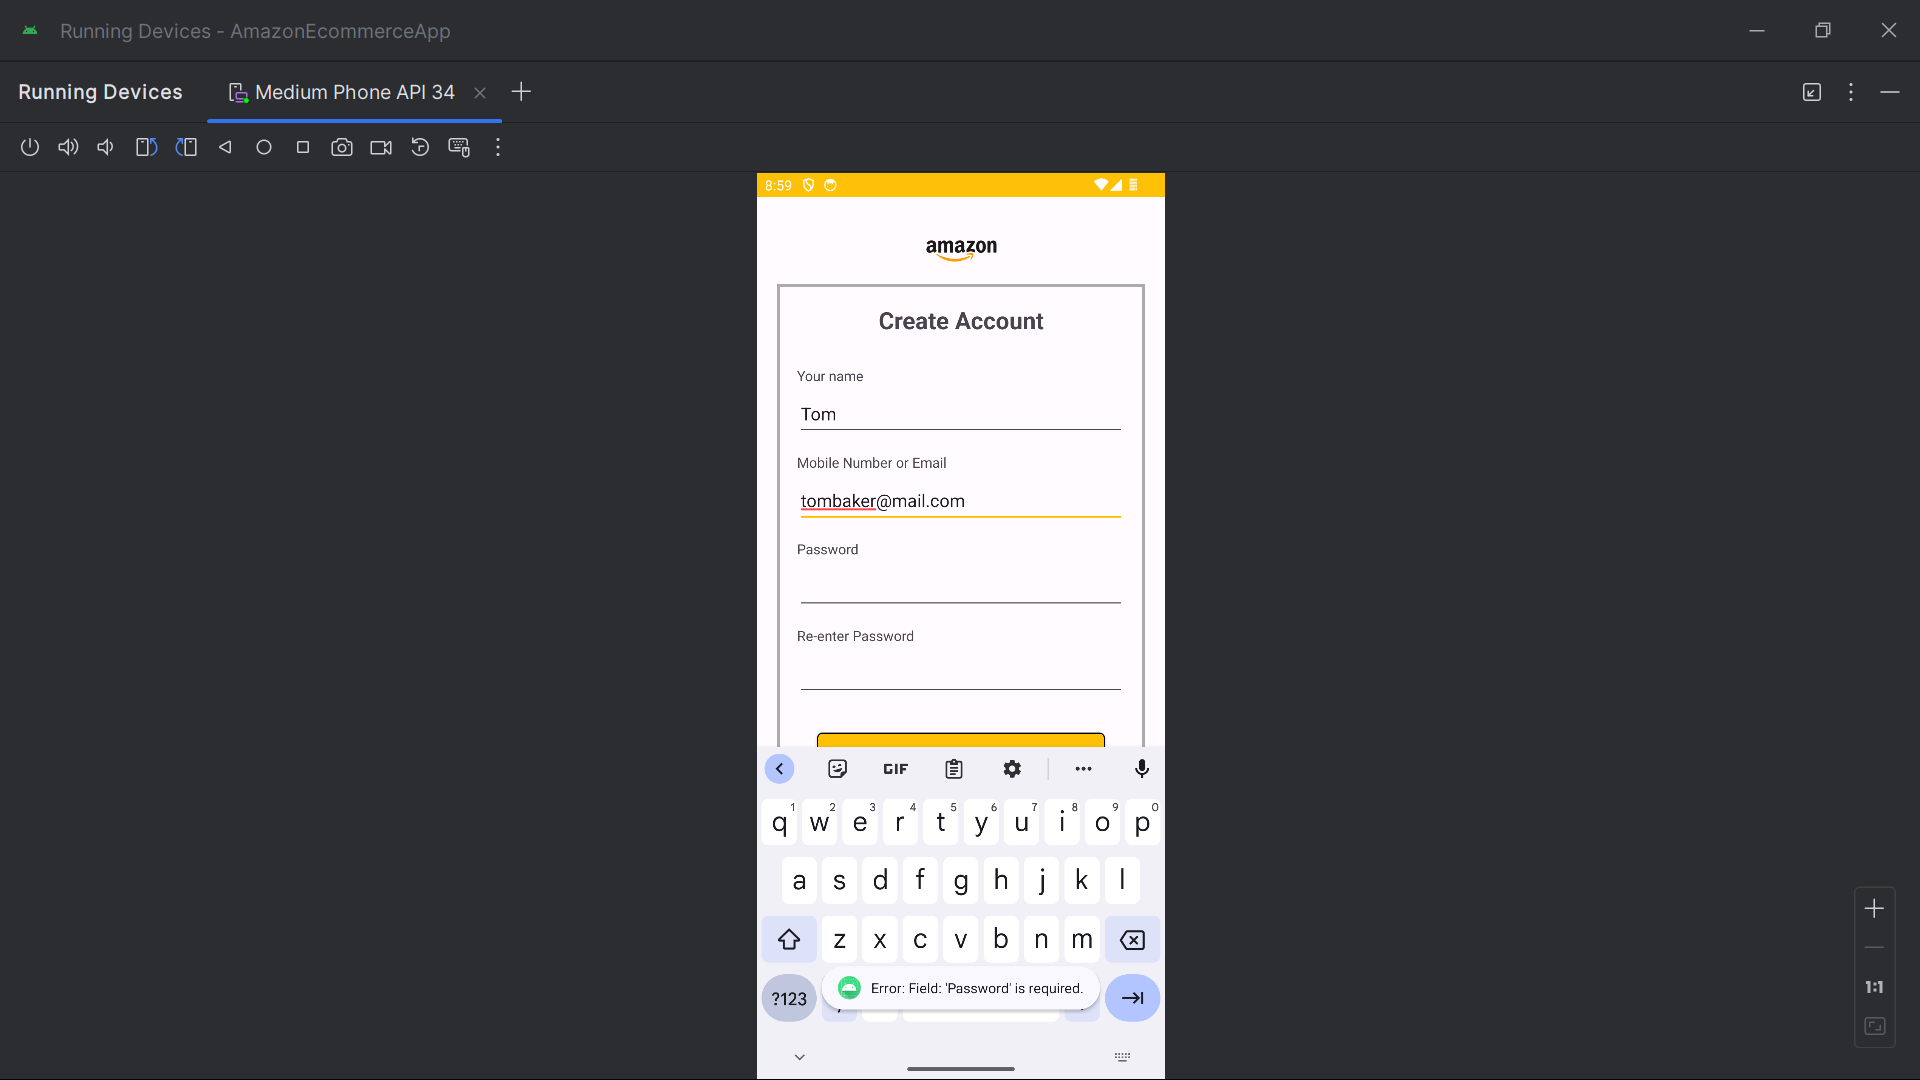 Running Devices - AmazonEcommerceApp
Running Devices
Medium Phone API 34
8:59
amazon
Create Account
Your name
Tom
Mobile Number or Email
tombaker@mail.com
Password
Re-enter Password
GIF
1 2 3 4 5 6 7 8 9 0
q w e r t y u i o p
a s d f g h j k l
z x c v b n m
?123
Error: Field: 'Password' is required.
1:1